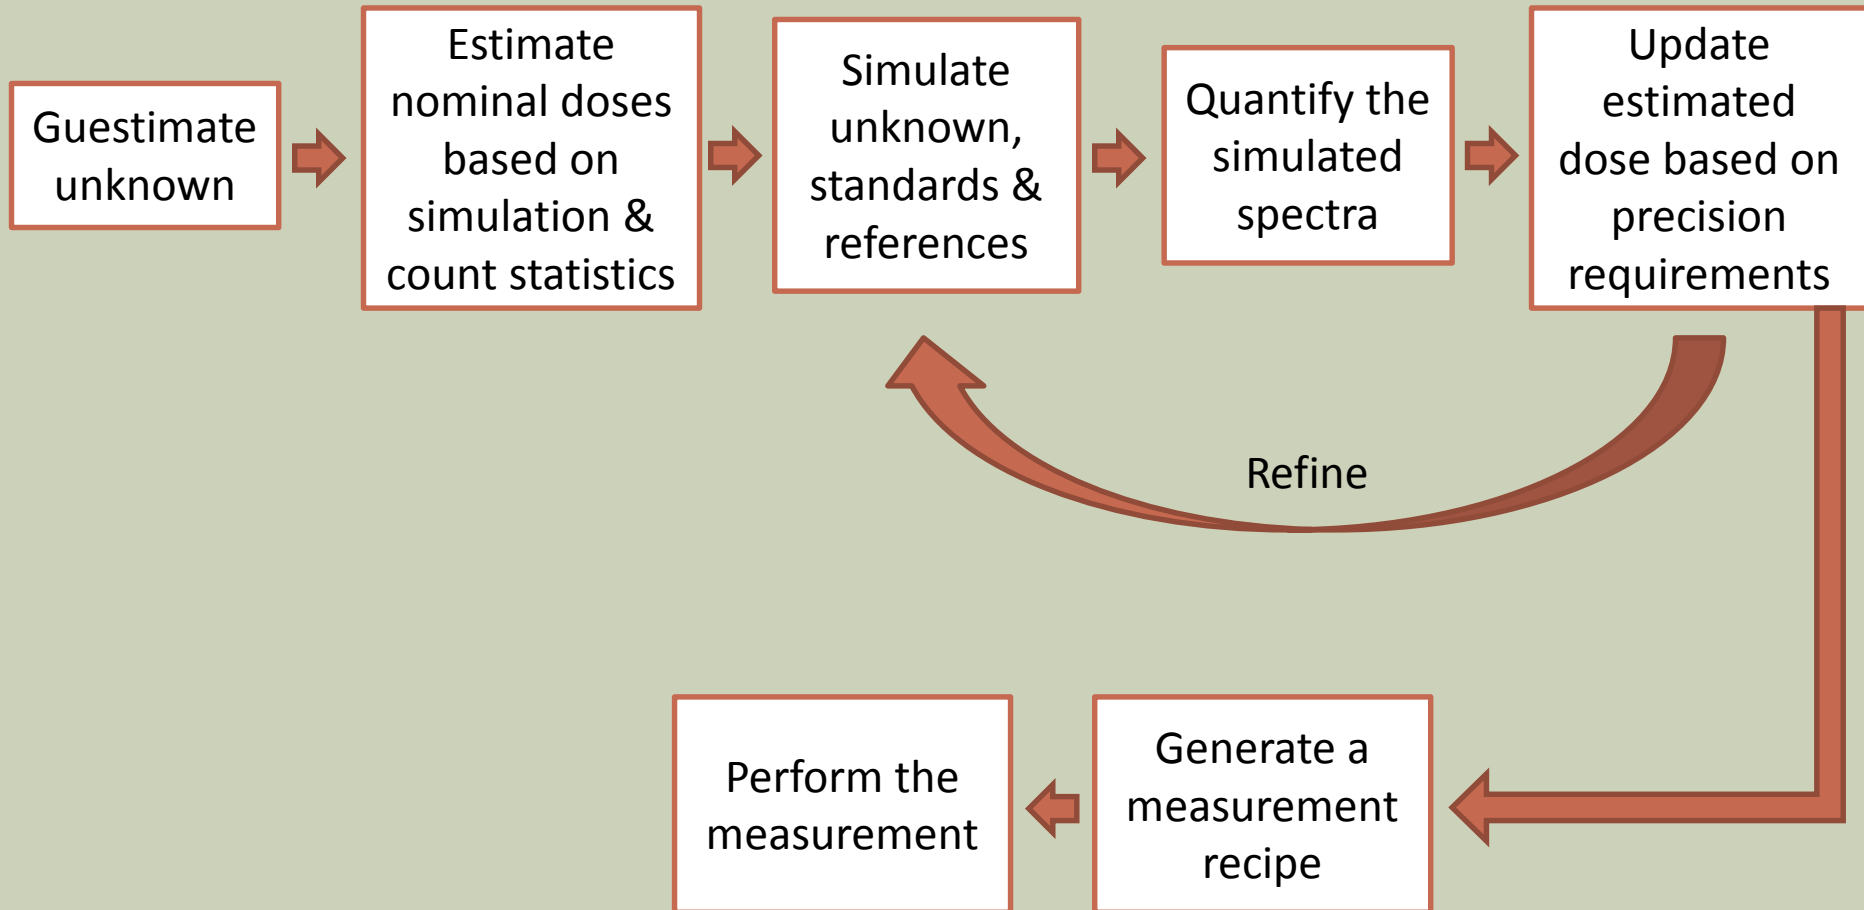 Guestimate
unknown
Estimate
nominal doses
based on
simulation &
count statistics
Simulate
unknown,
standards &
references
Quantify the
simulated
spectra
Update
estimated
dose based on
precision
requirements
Refine
Perform the
measurement
Generate a
measurement
recipe